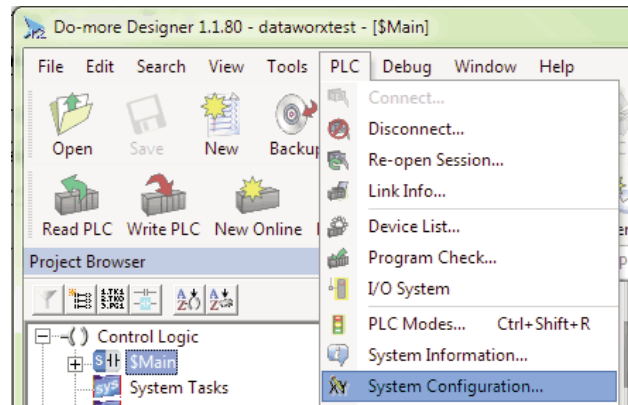 Do-more Designer 1.1.80 - dataworxtest - [$Main]
File Edit Search View Tools PLC Debug Window Help
Connect...
Disconnect...
Open Save New Backup
Re-open Session...
Link Info...
Read PLC Write PLC New Online
Device List...
Project Browser
Program Check...
I/O System
PLC Modes... Ctrl+Shift+R
Control Logic
$Main
System Information...
sys System Tasks
XY System Configuration...